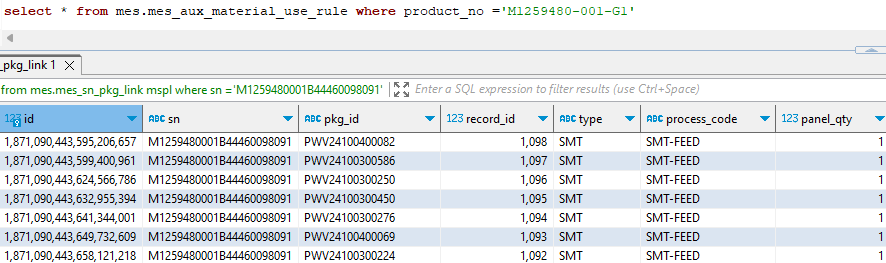 select * from mes.mes_aux_material_use_rule where product_no ='M1259480-001-G1'
_pkg_link 1
from mes.mes_sn_pkg_link mspl where sn ='M1259480001B44460098091' Enter a SQL expression to filter results (use Ctrl+Space)
123 id ABC sn ABC pkg_id 123 record_id ABC type ABC process_code 123 panel_qty
1,871,090,443,595,206,657 M1259480001B44460098091 PWV24100400082 1,098 SMT SMT-FEED 1
1,871,090,443,599,400,961 M1259480001B44460098091 PWV24100300586 1,097 SMT SMT-FEED 1
1,871,090,443,624,566,786 M1259480001B44460098091 PWV24100300250 1,096 SMT SMT-FEED 1
1,871,090,443,632,955,394 M1259480001B44460098091 PWV24100300450 1,095 SMT SMT-FEED 1
1,871,090,443,641,344,001 M1259480001B44460098091 PWV24100300276 1,094 SMT SMT-FEED 1
1,871,090,443,649,732,609 M1259480001B44460098091 PWV24100400069 1,093 SMT SMT-FEED 1
1,871,090,443,658,121,218 M1259480001B44460098091 PWV24100300224 1,092 SMT SMT-FEED 1